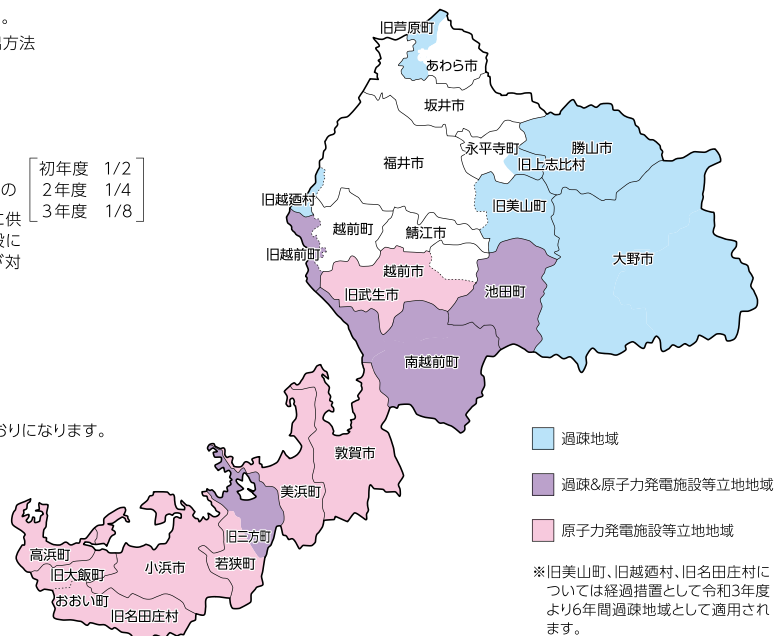 。
方法
の
初年度 1/2
2年度 1/4
3年度 1/8
に供
設に
が対
おりになります。
旧芦原町
あわら市
坂井市
永平寺町
勝山市
旧上志比村
福井市
旧越廼村
旧美山町
越前町
鯖江市
旧越前町
越前市
大野市
旧武生市
池田町
南越前町
敦賀市
美浜町
旧三方町
高浜町
小浜市
若狭町
旧大飯町
おおい町
旧名田庄村
過疎地域
過疎&原子力発電施設等立地地域
原子力発電施設等立地地域
※旧美山町、旧越廼村、旧名田庄村に
ついては経過措置として令和3年度
より6年間過疎地域として適用され
ます。